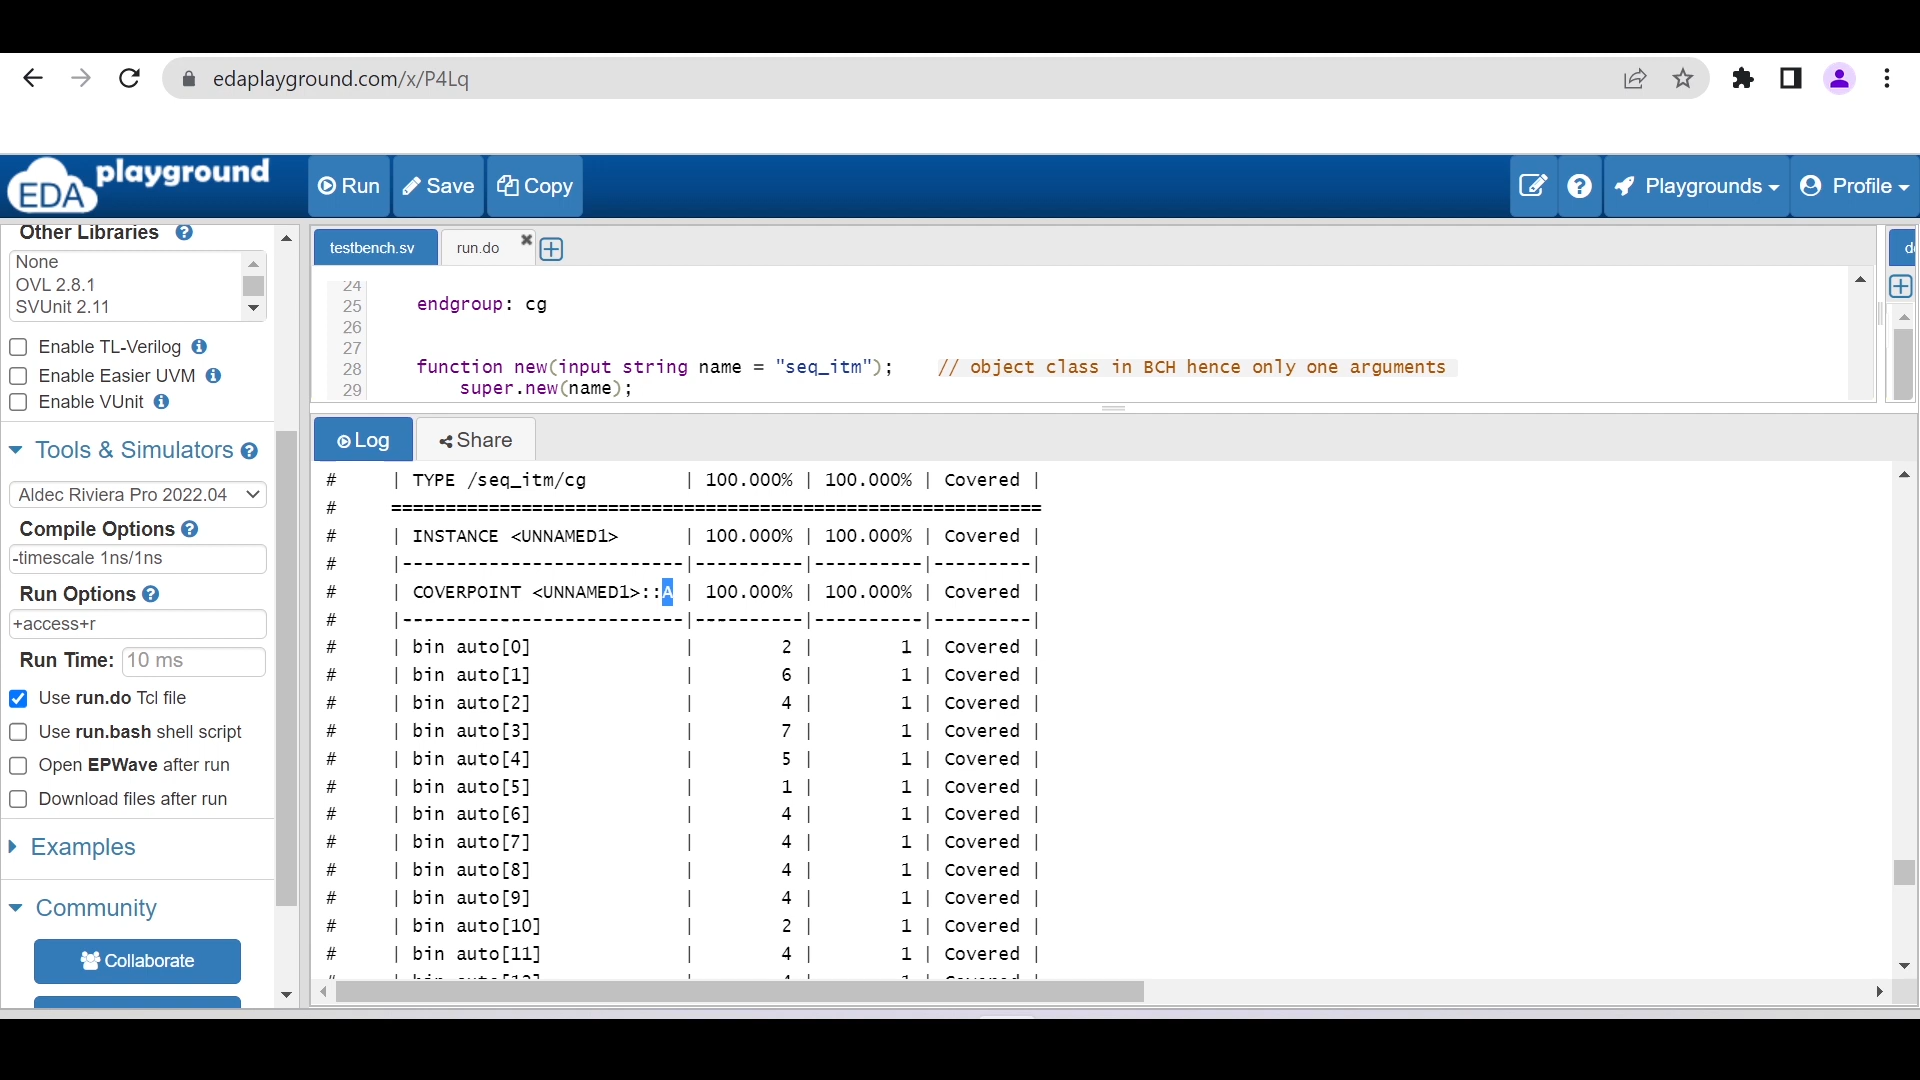 edaplayground.com/x/P4Lq
EDA playground
Run
Save
Copy
Playgrounds
Profile
Other Libraries
None
OVL 2.8.1
SVUnit 2.11
Enable TL-Verilog
Enable Easier UVM
Enable VUnit
Tools & Simulators
Aldec Riviera Pro 2022.04
Compile Options
-timescale 1ns/1ns
Run Options
+access+r
Run Time: 10 ms
Use run.do Tcl file
Use run.bash shell script
Open EPWave after run
Download files after run
Examples
Community
Collaborate
testbench.sv
run.do
24
25 endgroup: cg
26
27
28 function new(input string name = "seq_itm"); // object class in BCH hence only one arguments
29 super.new(name);
Log
Share
# | TYPE /seq_itm/cg | 100.000% | 100.000% | Covered |
# ===========================================================
# | INSTANCE <UNNAMED1> | 100.000% | 100.000% | Covered |
# |--------------------------|----------|----------|---------|
# | COVERPOINT <UNNAMED1>::A | 100.000% | 100.000% | Covered |
# |--------------------------|----------|----------|---------|
# | bin auto[0] | 2 | 1 | Covered |
# | bin auto[1] | 6 | 1 | Covered |
# | bin auto[2] | 4 | 1 | Covered |
# | bin auto[3] | 7 | 1 | Covered |
# | bin auto[4] | 5 | 1 | Covered |
# | bin auto[5] | 1 | 1 | Covered |
# | bin auto[6] | 4 | 1 | Covered |
# | bin auto[7] | 4 | 1 | Covered |
# | bin auto[8] | 4 | 1 | Covered |
# | bin auto[9] | 4 | 1 | Covered |
# | bin auto[10] | 2 | 1 | Covered |
# | bin auto[11] | 4 | 1 | Covered |